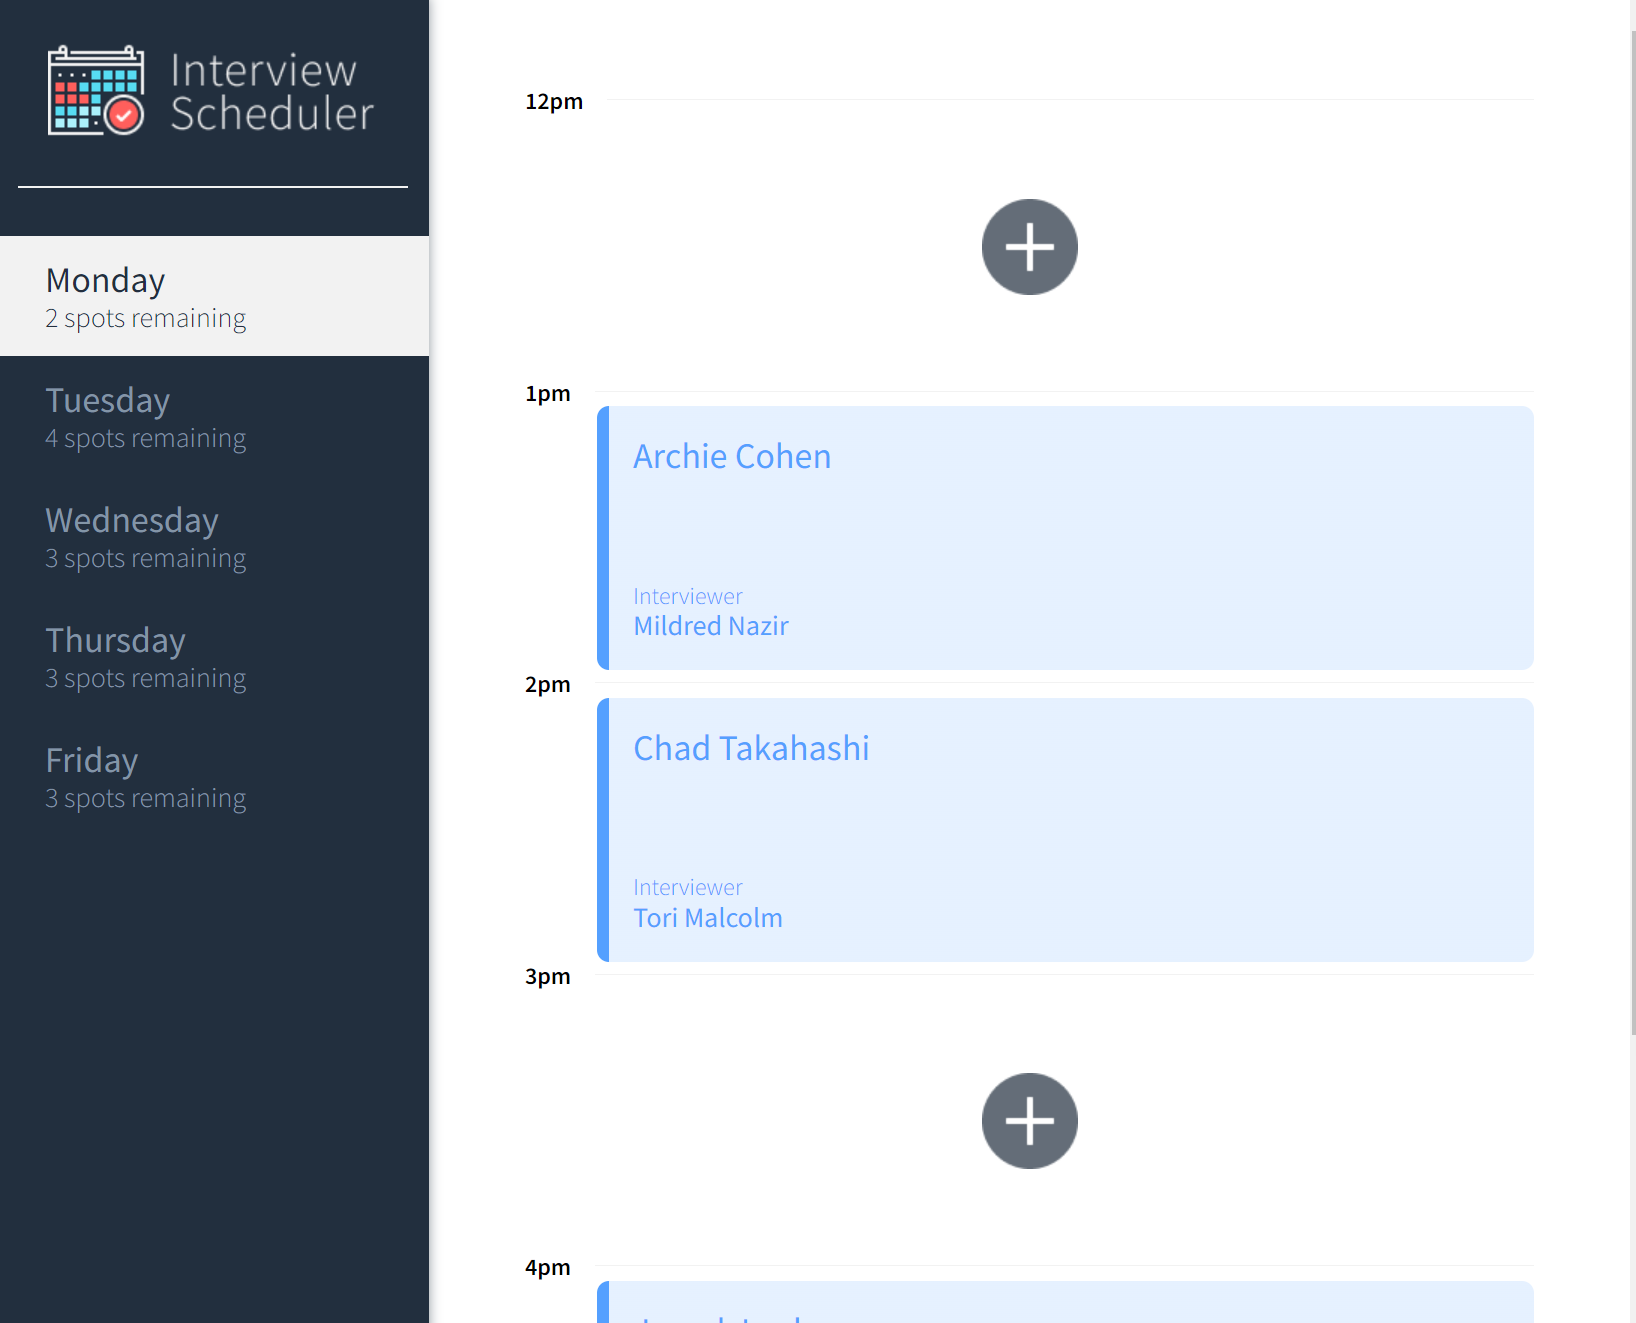 Interview
Scheduler
Monday
2 spots remaining
Tuesday
4 spots remaining
Wednesday
3 spots remaining
Thursday
3 spots remaining
Friday
3 spots remaining
12pm
1pm
Archie Cohen
Interviewer
Mildred Nazir
2pm
Chad Takahashi
Interviewer
Tori Malcolm
3pm
4pm